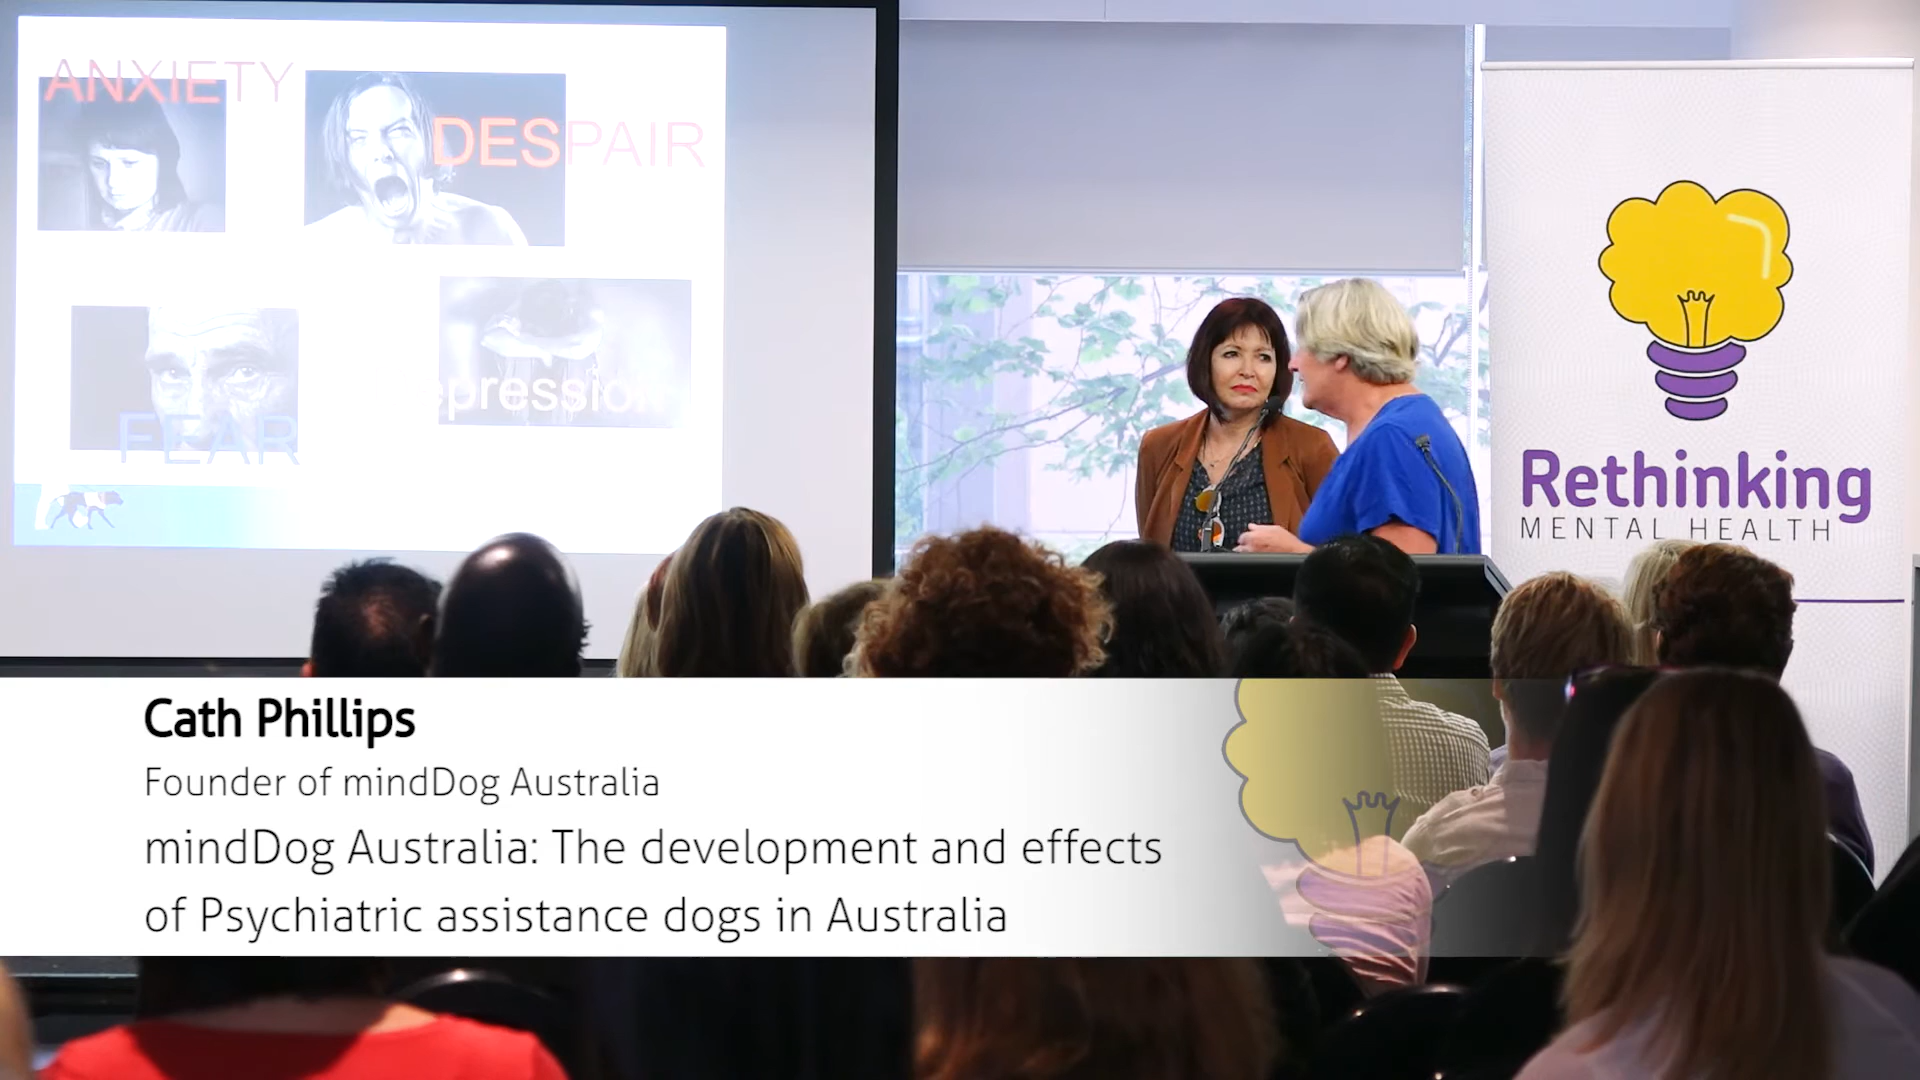 ANXIETY
DESPAIR
FEAR
epression
Rethinking
MENTAL HEALTH
Cath Phillips
Founder of mindDog Australia
mindDog Australia: The development and effects
of Psychiatric assistance dogs in Australia